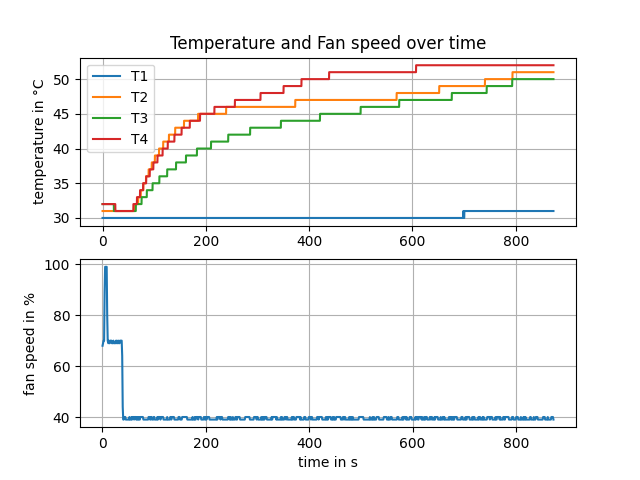 Temperature and Fan speed over time
temperature in °C
50
45
40
35
30
T1
T2
T3
T4
0 200 400 600 800
fan speed in %
100
80
60
40
0 200 400 600 800
time in s